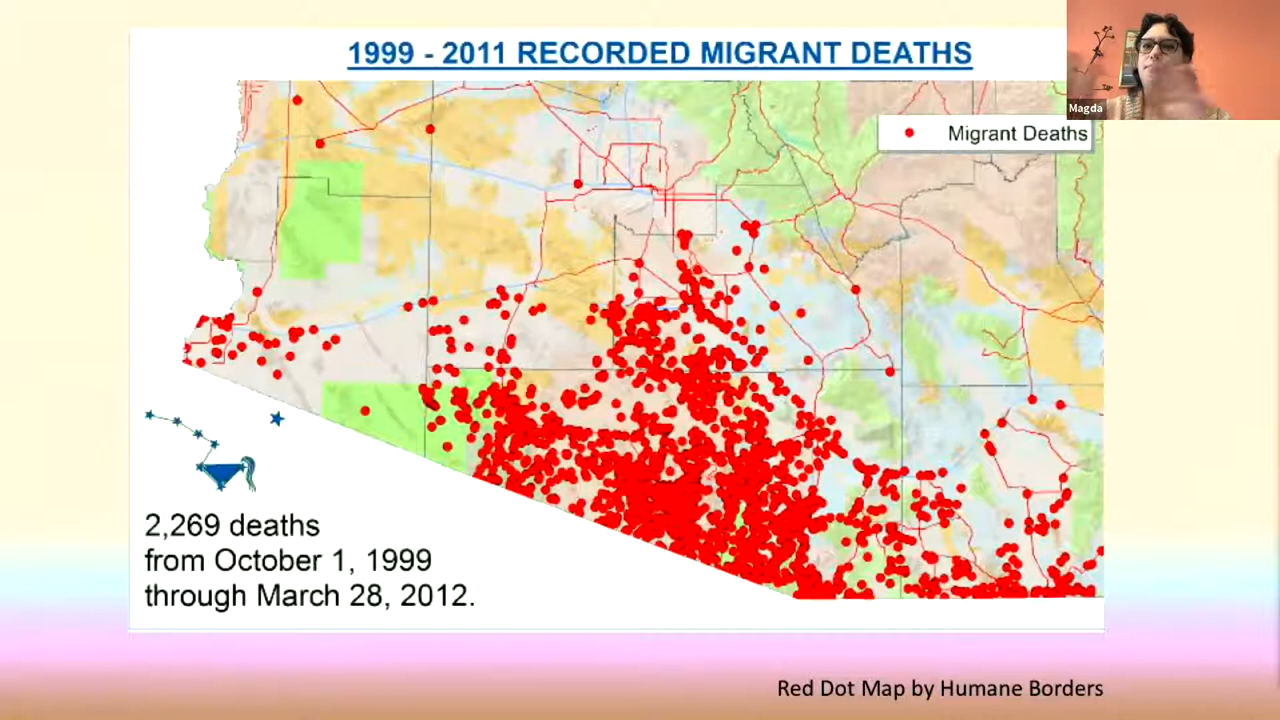 1999 - 2011 RECORDED MIGRANT DEATHS
Magda
Migrant Deaths
2,269 deaths
from October 1, 1999
through March 28, 2012.
Red Dot Map by Humane Borders